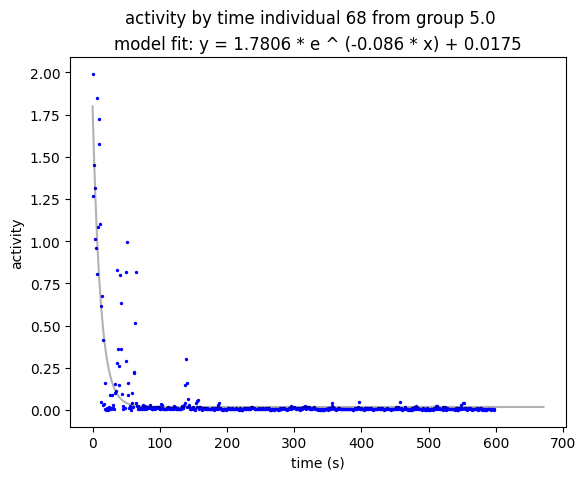 activity by time individual 68 from group 5.0
model fit: y = 1.7806 * e ^ (-0.086 * x) + 0.0175
2.00
1.75
1.50
1.25
1.00
0.75
0.50
0.25
0.00
activity
0 100 200 300 400 500 600 700
time (s)